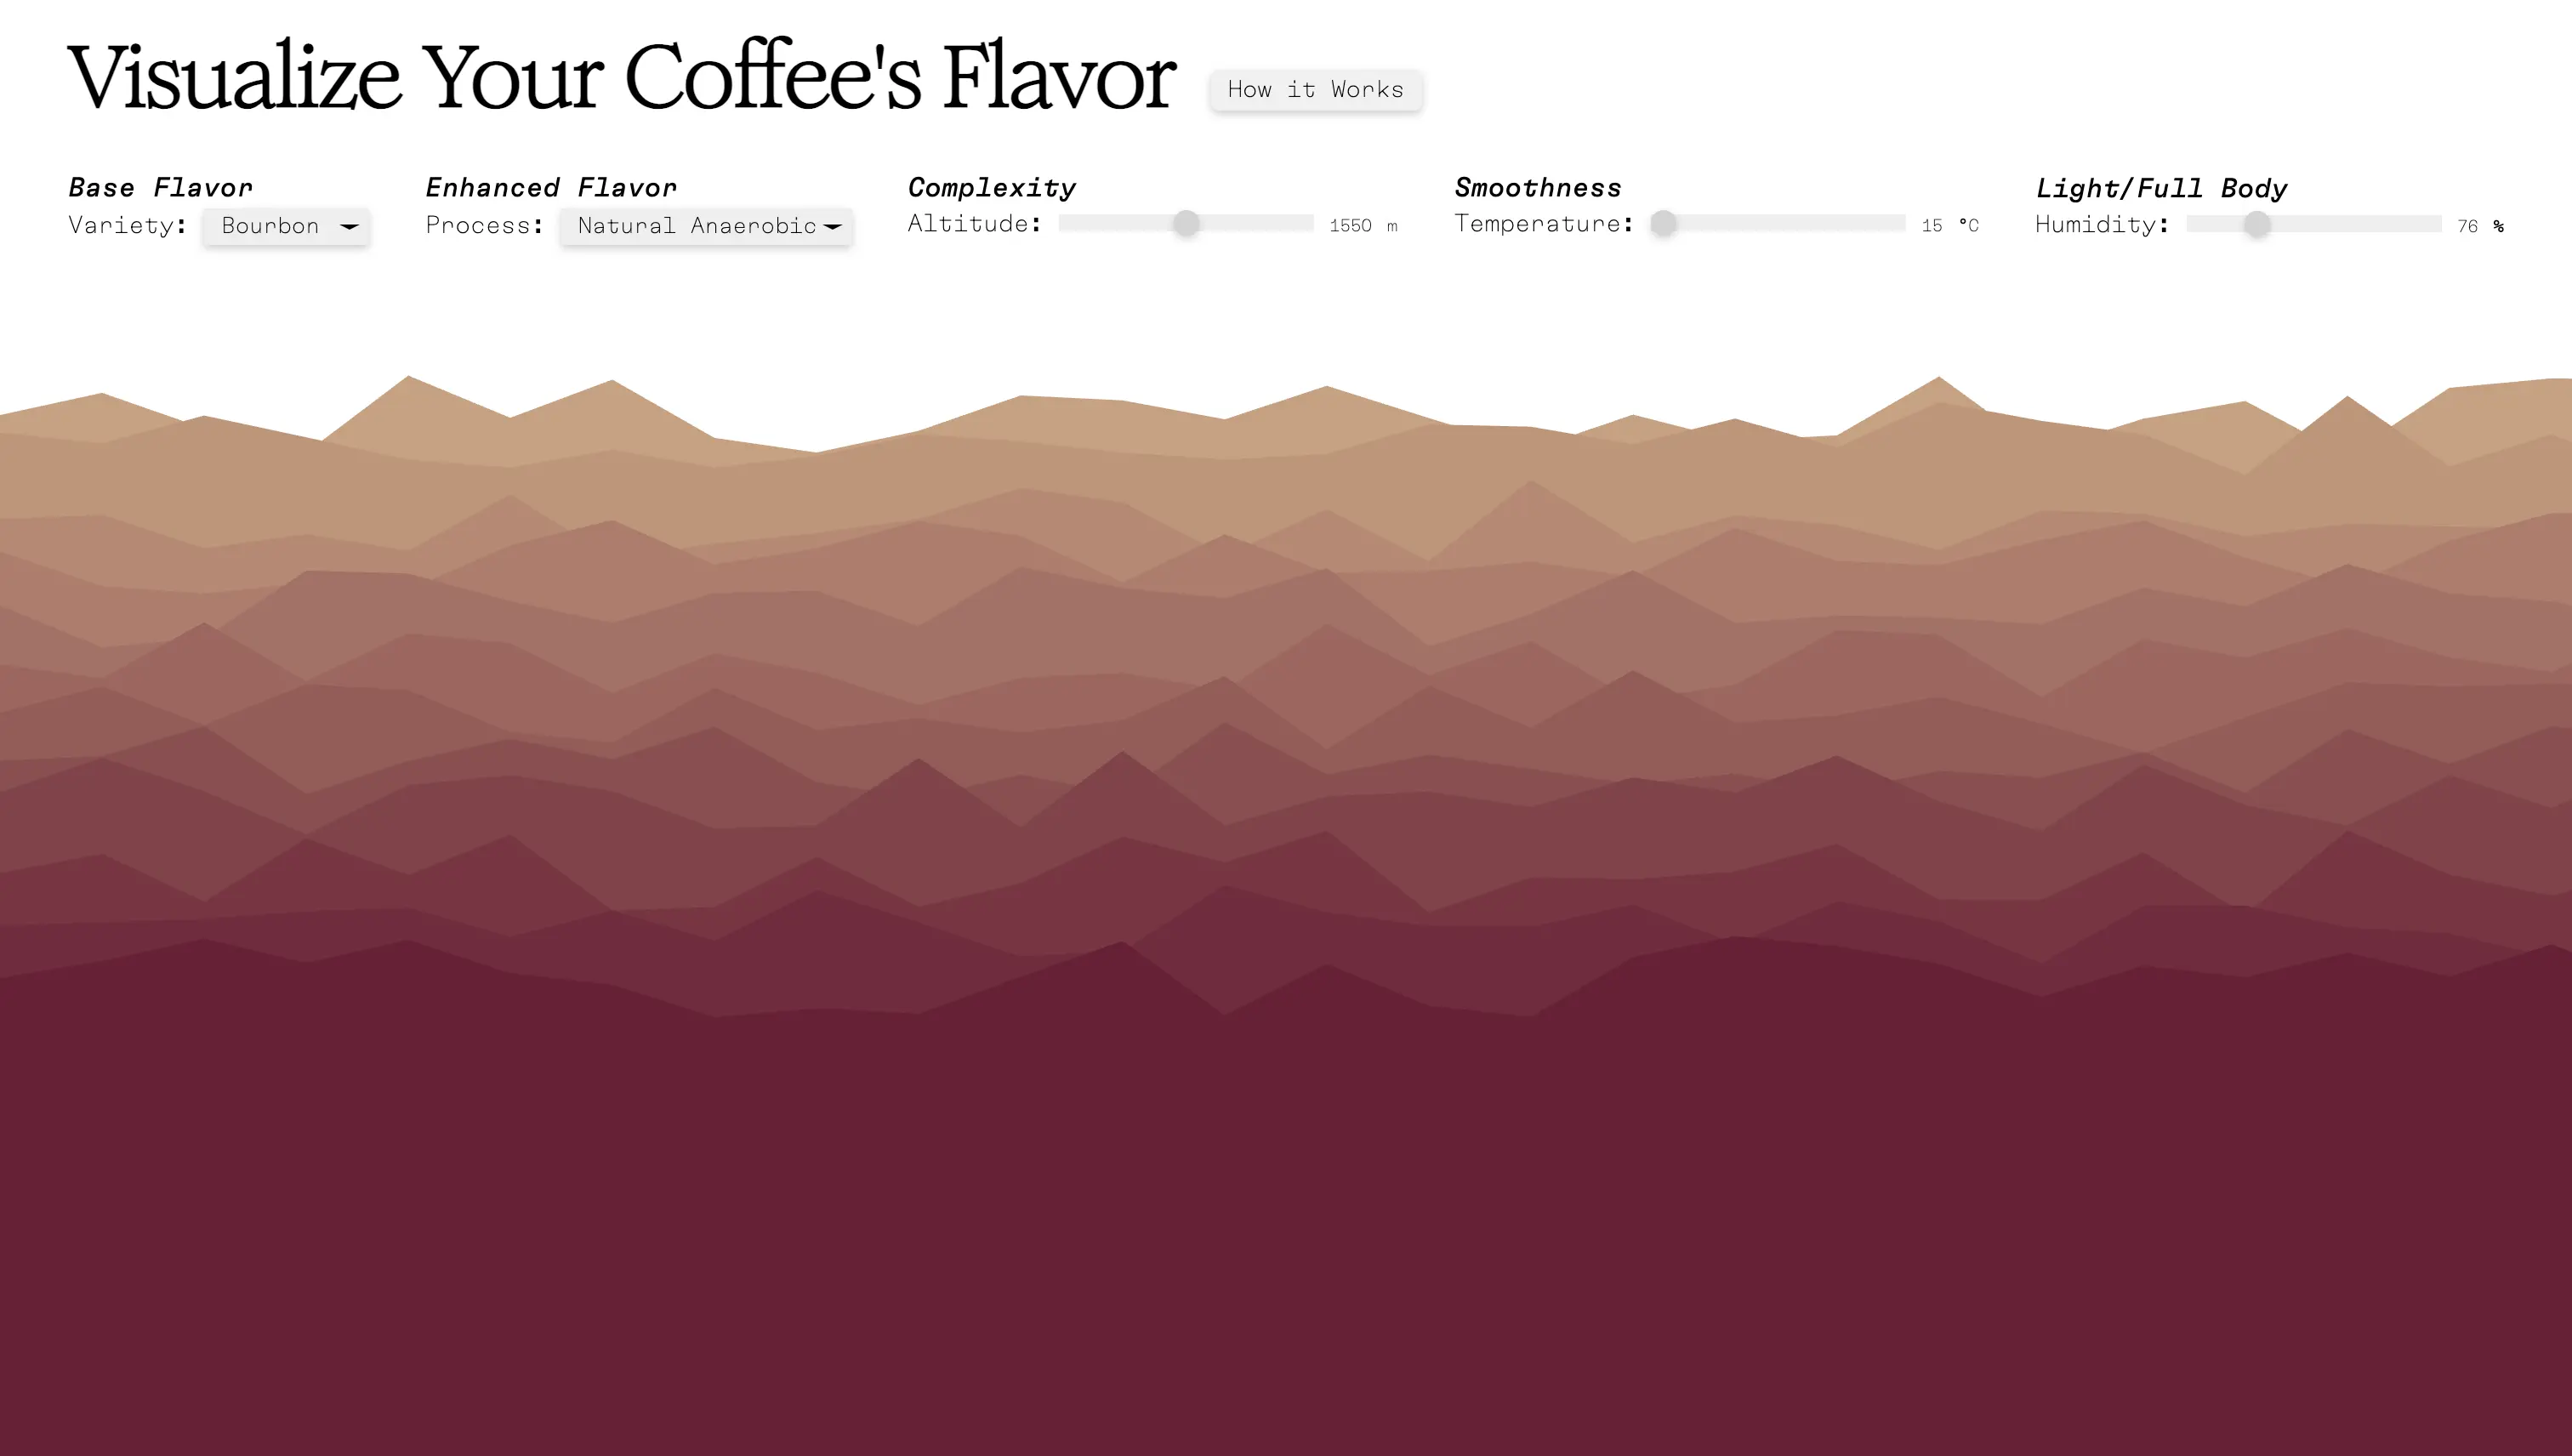 Visualize Your Coffee's Flavor How it Works
Base Flavor Enhanced Flavor Complexity Smoothness Light/Full Body
Variety: Bourbon Process: Natural Anaerobic Altitude: 1550 m Temperature: 15 °C Humidity: 76 %